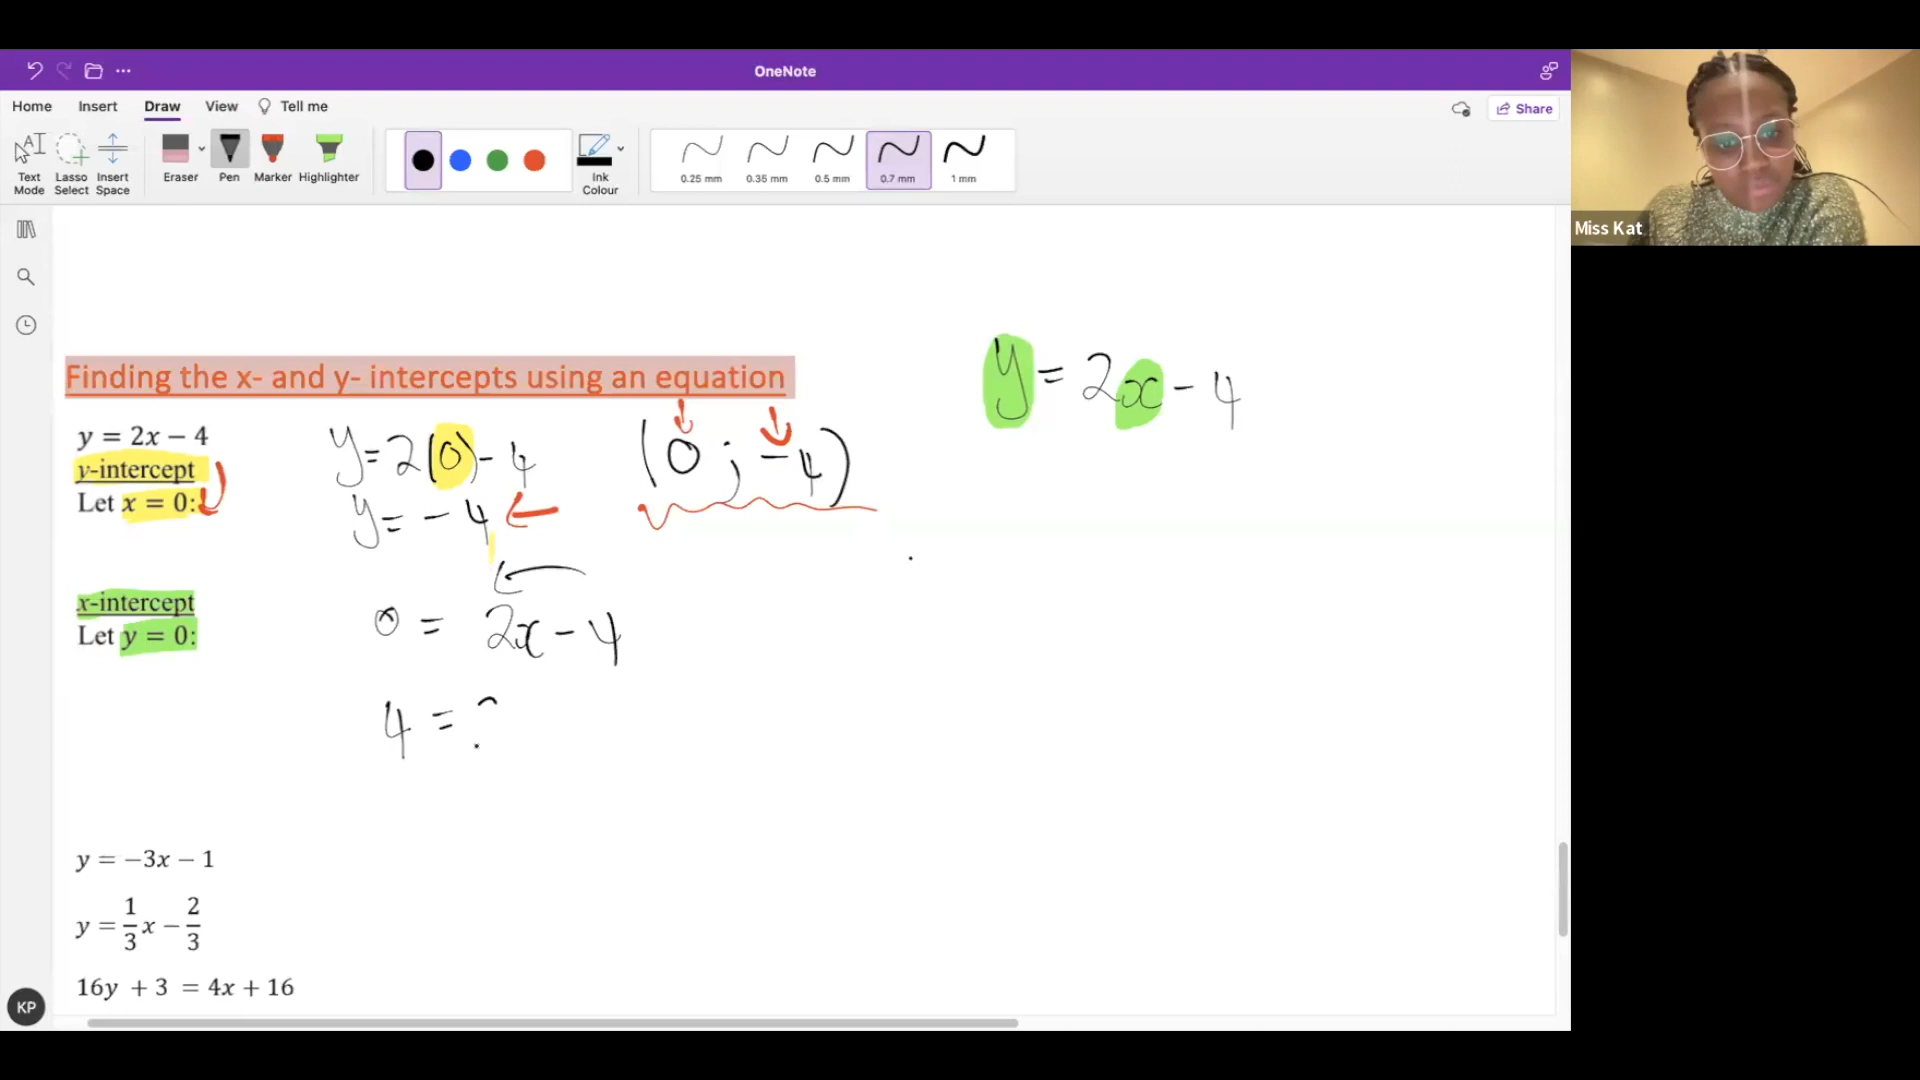 OneNote
Home Insert Draw View Tell me
Share
Text Mode
Lasso Select
Insert Space
Eraser
Pen
Marker
Highlighter
Ink Colour
0.25 mm
0.35 mm
0.5 mm
0.7 mm
1 mm
Miss Kat
y = 2x - 4
Finding the x- and y- intercepts using an equation
y = 2x − 4
y-intercept
Let x = 0:
y = 2(0) - 4
(0 ; -4)
y = -4
x-intercept
Let y = 0:
0 = 2x - 4
4 =
y = −3x − 1
y = 1/3 x − 2/3
16y + 3 = 4x + 16
KP